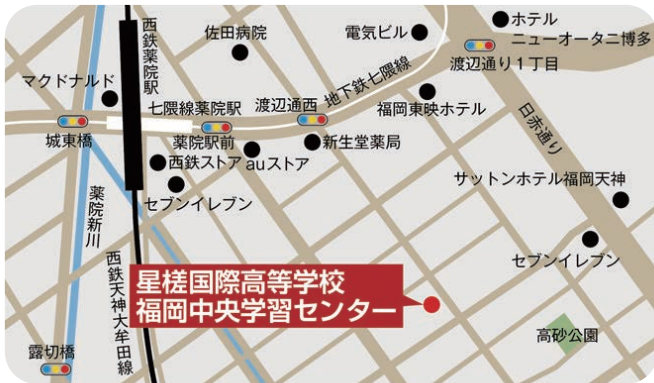 ホテル
ニューオータニ博多
西鉄薬院駅
佐田病院
電気ビル
渡辺通り1丁目
マクドナルド
地下鉄七隈線
七隈線薬院駅
渡辺通西
福岡東映ホテル
日赤通り
城東橋
薬院駅前
新生堂薬局
西鉄ストア
auストア
サットンホテル福岡天神
薬院新川
セブンイレブン
セブンイレブン
西鉄天神大牟田線
星槎国際高等学校
福岡中央学習センター
高砂公園
露切橋